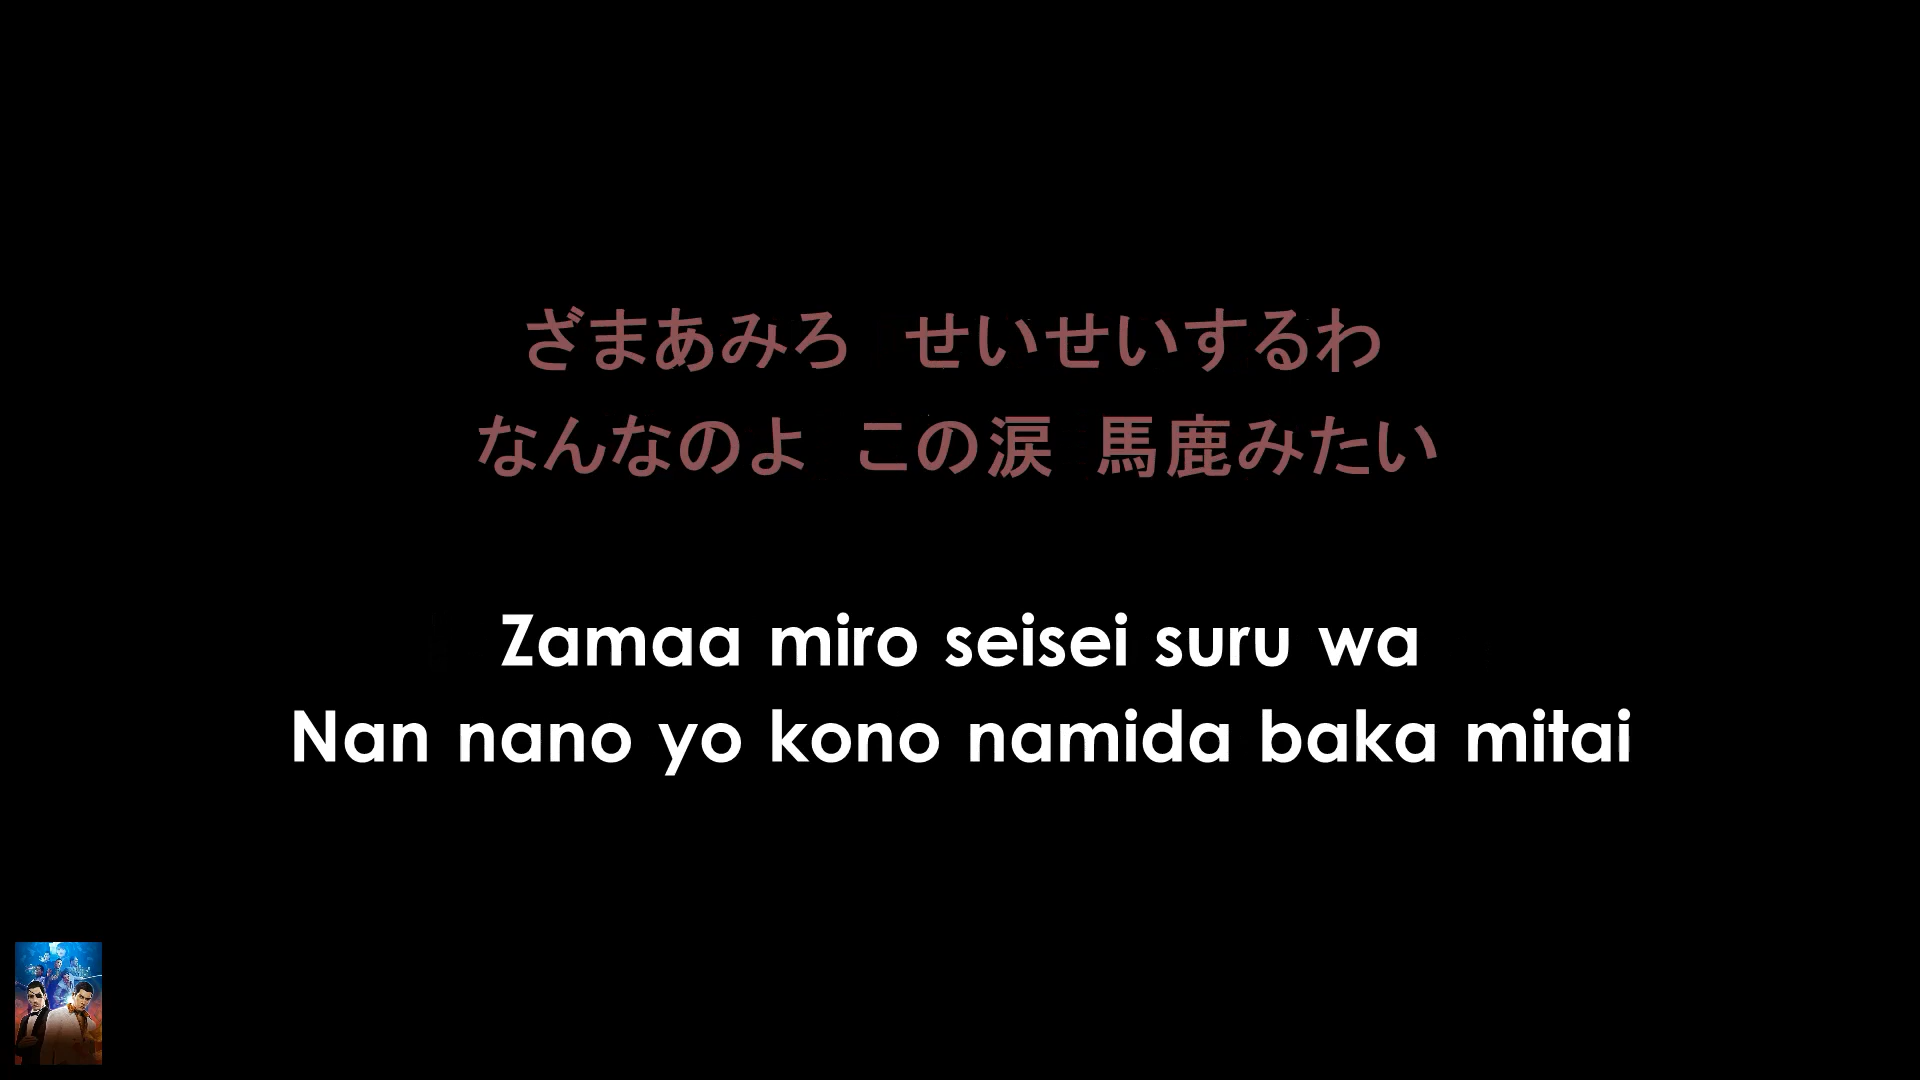 ざまあみろ　せいせいするわ
なんなのよ　この涙　馬鹿みたい
Zamaa miro seisei suru wa
Nan nano yo kono namida baka mitai